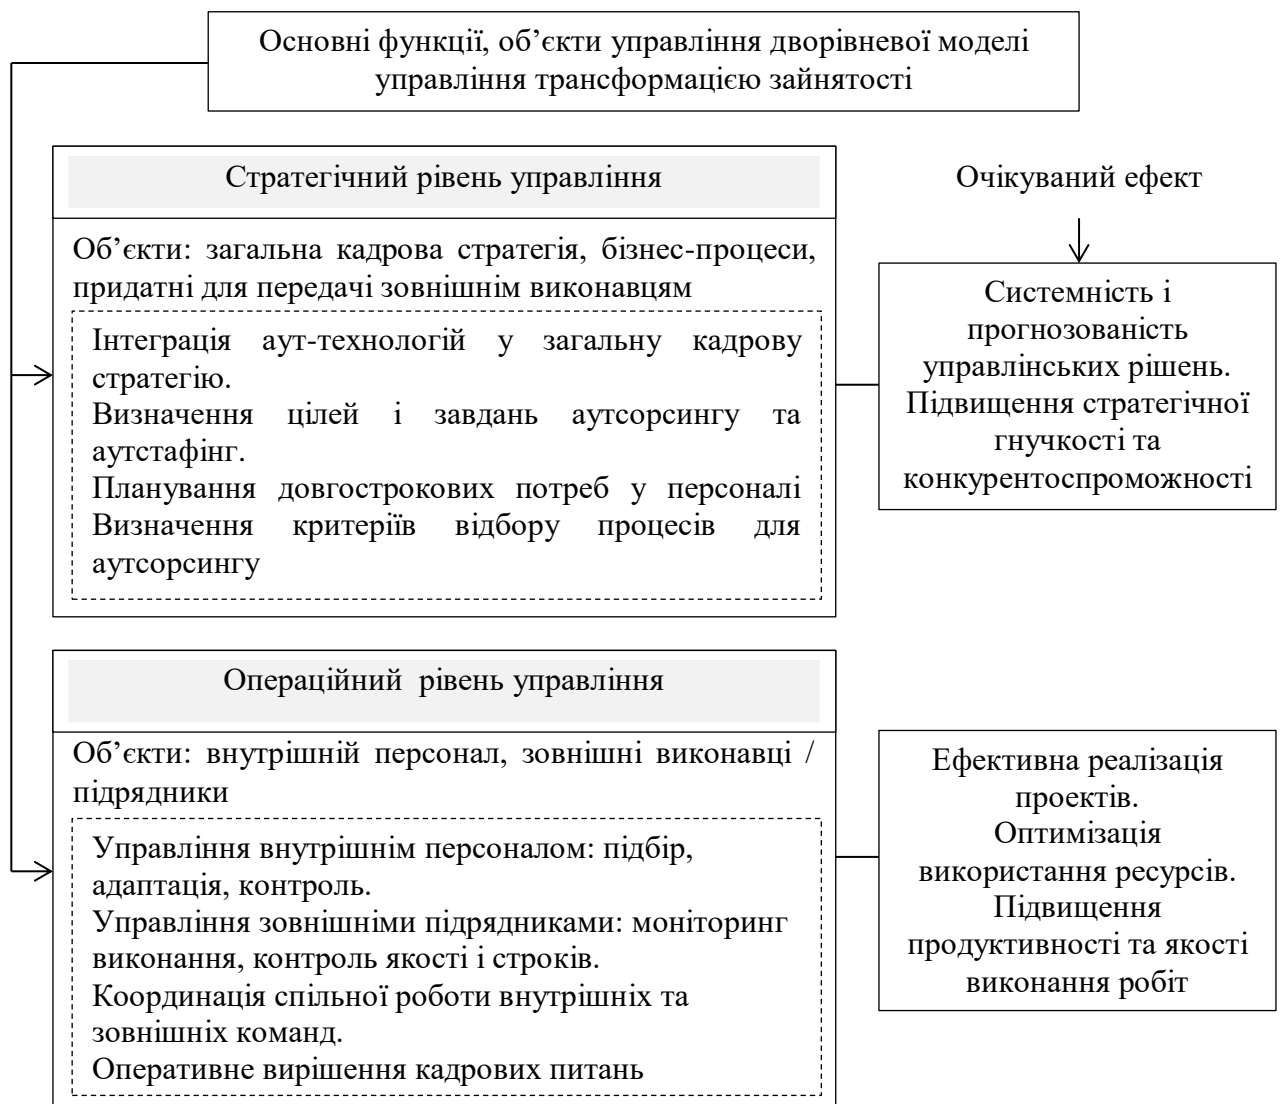 Основні функції, об’єкти управління дворівневої моделі
управління трансформацією зайнятості
Стратегічний рівень управління
Об’єкти: загальна кадрова стратегія, бізнес-процеси,
придатні для передачі зовнішнім виконавцям
Інтеграція аут-технологій у загальну кадрову
стратегію.
Визначення цілей і завдань аутсорсингу та
аутстафінг.
Планування довгострокових потреб у персоналі
Визначення критеріїв відбору процесів для
аутсорсингу
Очікуваний ефект
Системність і
прогнозованість
управлінських рішень.
Підвищення стратегічної
гнучкості та
конкурентоспроможності
Операційний рівень управління
Об’єкти: внутрішній персонал, зовнішні виконавці /
підрядники
Управління внутрішнім персоналом: підбір,
адаптація, контроль.
Управління зовнішніми підрядниками: моніторинг
виконання, контроль якості і строків.
Координація спільної роботи внутрішніх та
зовнішніх команд.
Оперативне вирішення кадрових питань
Ефективна реалізація
проектів.
Оптимізація
використання ресурсів.
Підвищення
продуктивності та якості
виконання робіт